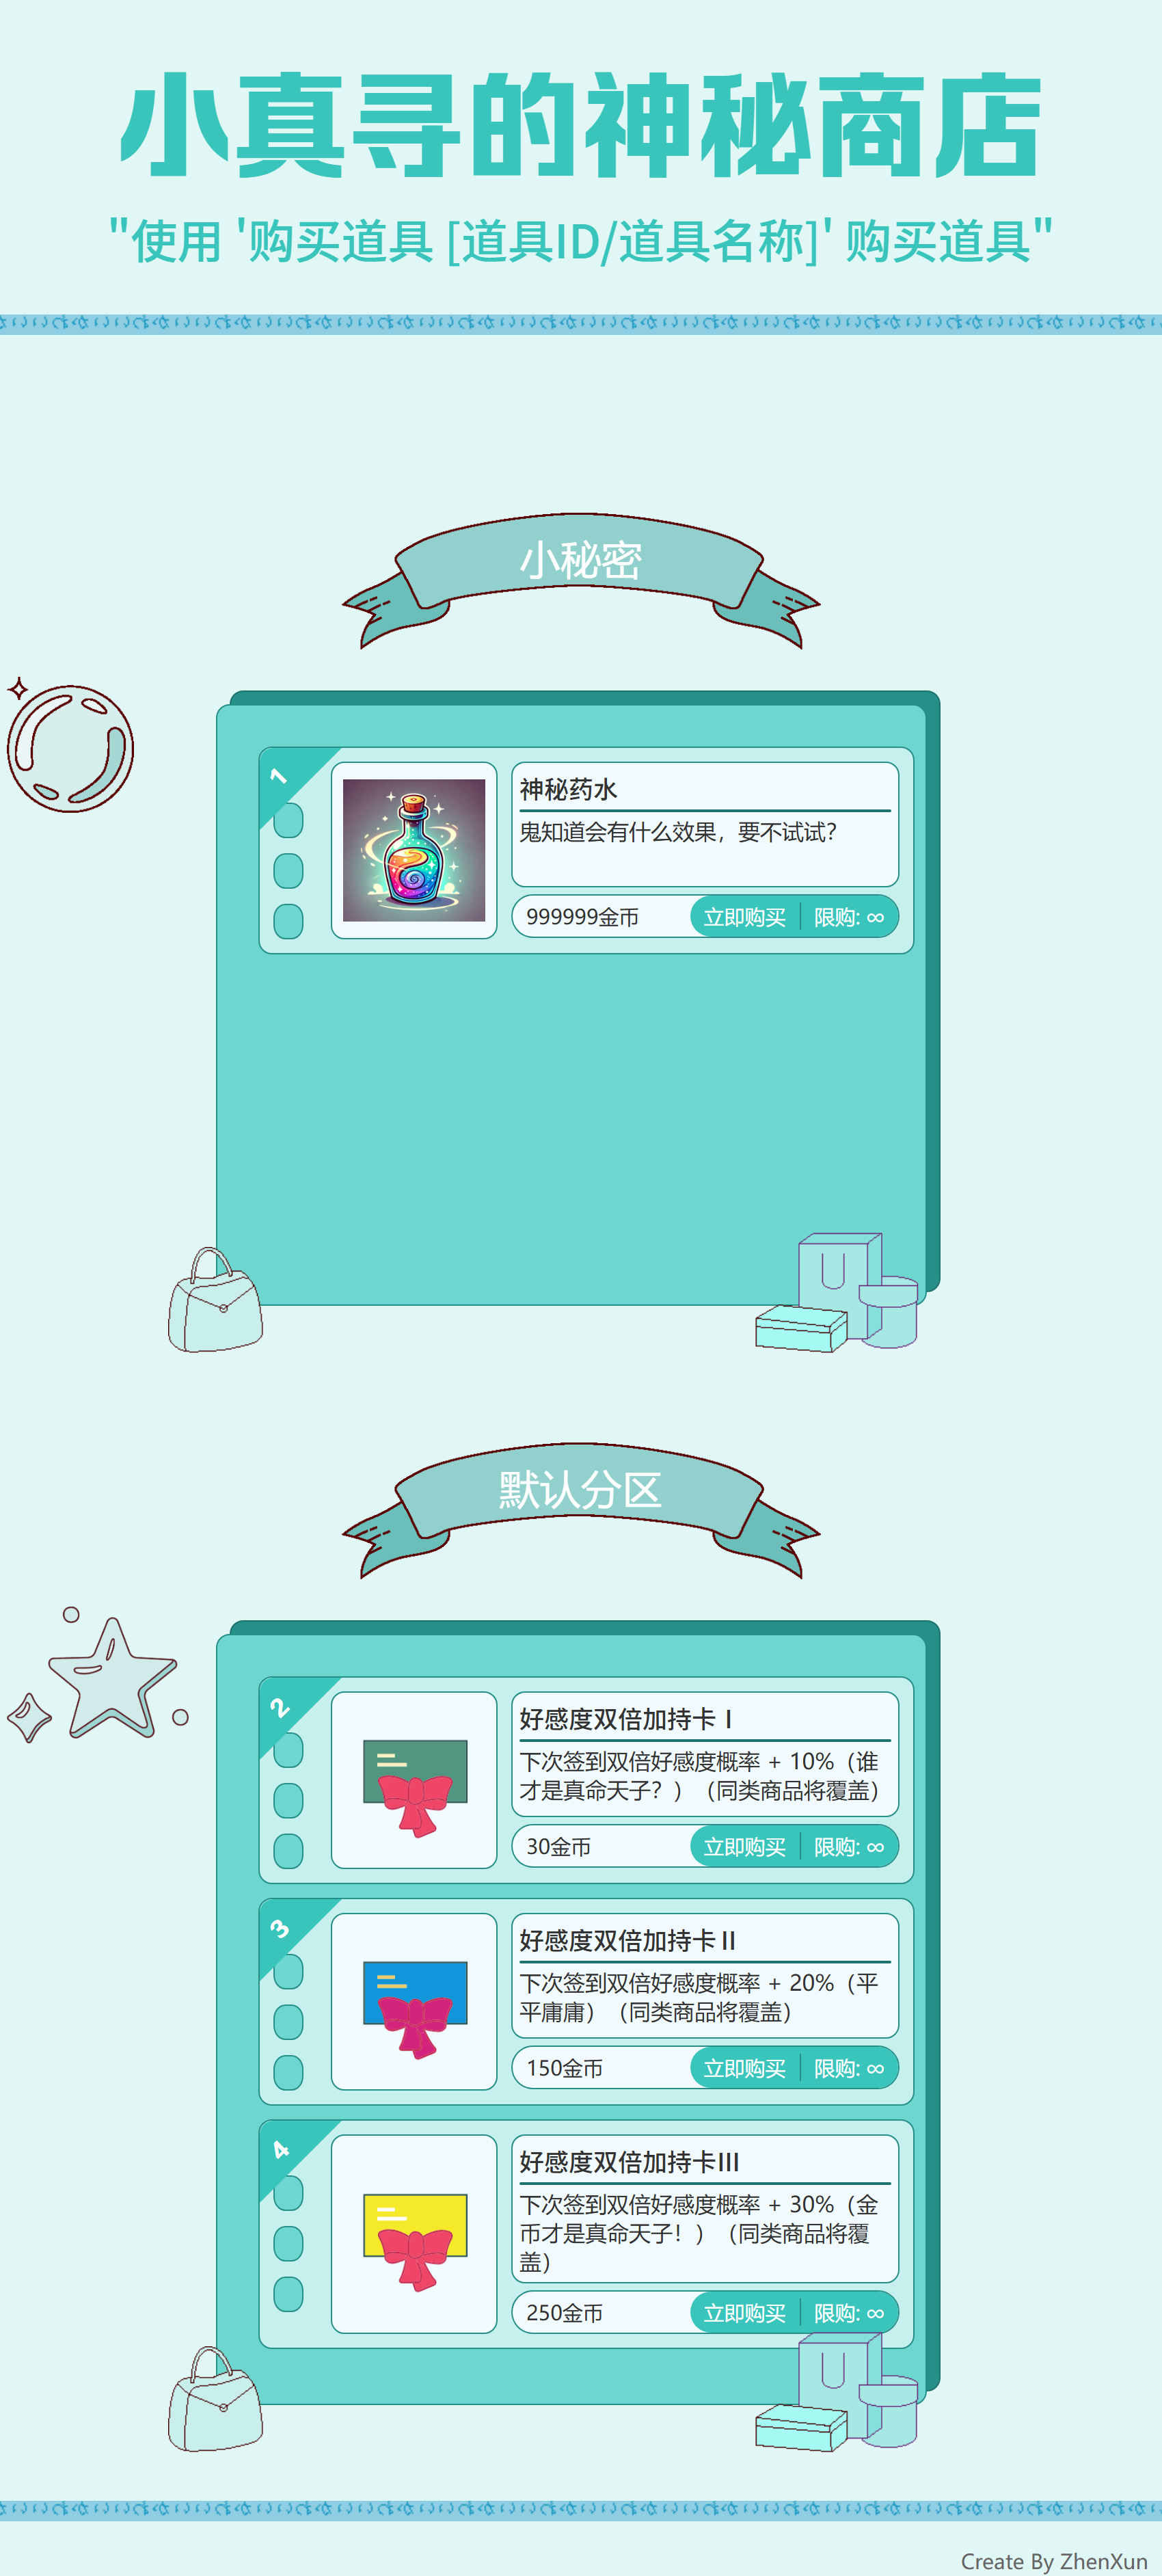 小真寻的神秘商店
"使用 '购买道具 [道具ID/道具名称]' 购买道具"
小秘密
1
神秘药水
鬼知道会有什么效果，要不试试？
999999金币
立即购买
限购: ∞
默认分区
2
好感度双倍加持卡Ⅰ
下次签到双倍好感度概率 + 10%（谁
才是真命天子？）（同类商品将覆盖）
30金币
立即购买
限购: ∞
3
好感度双倍加持卡Ⅱ
下次签到双倍好感度概率 + 20%（平
平庸庸）（同类商品将覆盖）
150金币
立即购买
限购: ∞
4
好感度双倍加持卡Ⅲ
下次签到双倍好感度概率 + 30%（金
币才是真命天子！）（同类商品将覆
盖）
250金币
立即购买
限购: ∞
Create By ZhenXun